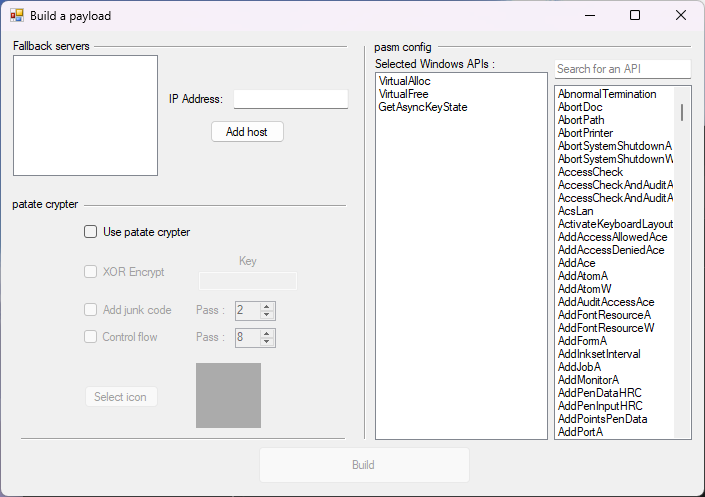 Build a payload
Fallback servers
IP Address:
Add host
patate crypter
Use patate crypter
XOR Encrypt
Key
Add junk code
Pass :
2
Control flow
Pass :
8
Select icon
pasm config
Selected Windows APIs :
VirtualAlloc
VirtualFree
GetAsyncKeyState
Search for an API
AbnormalTermination
AbortDoc
AbortPath
AbortPrinter
AbortSystemShutdownA
AbortSystemShutdownW
AccessCheck
AccessCheckAndAuditA
AccessCheckAndAuditA
AcsLan
ActivateKeyboardLayout
AddAccessAllowedAce
AddAccessDeniedAce
AddAce
AddAtomA
AddAtomW
AddAuditAccessAce
AddFontResourceA
AddFontResourceW
AddFormA
AddInksetInterval
AddJobA
AddMonitorA
AddPenDataHRC
AddPenInputHRC
AddPointsPenData
AddPortA
Build